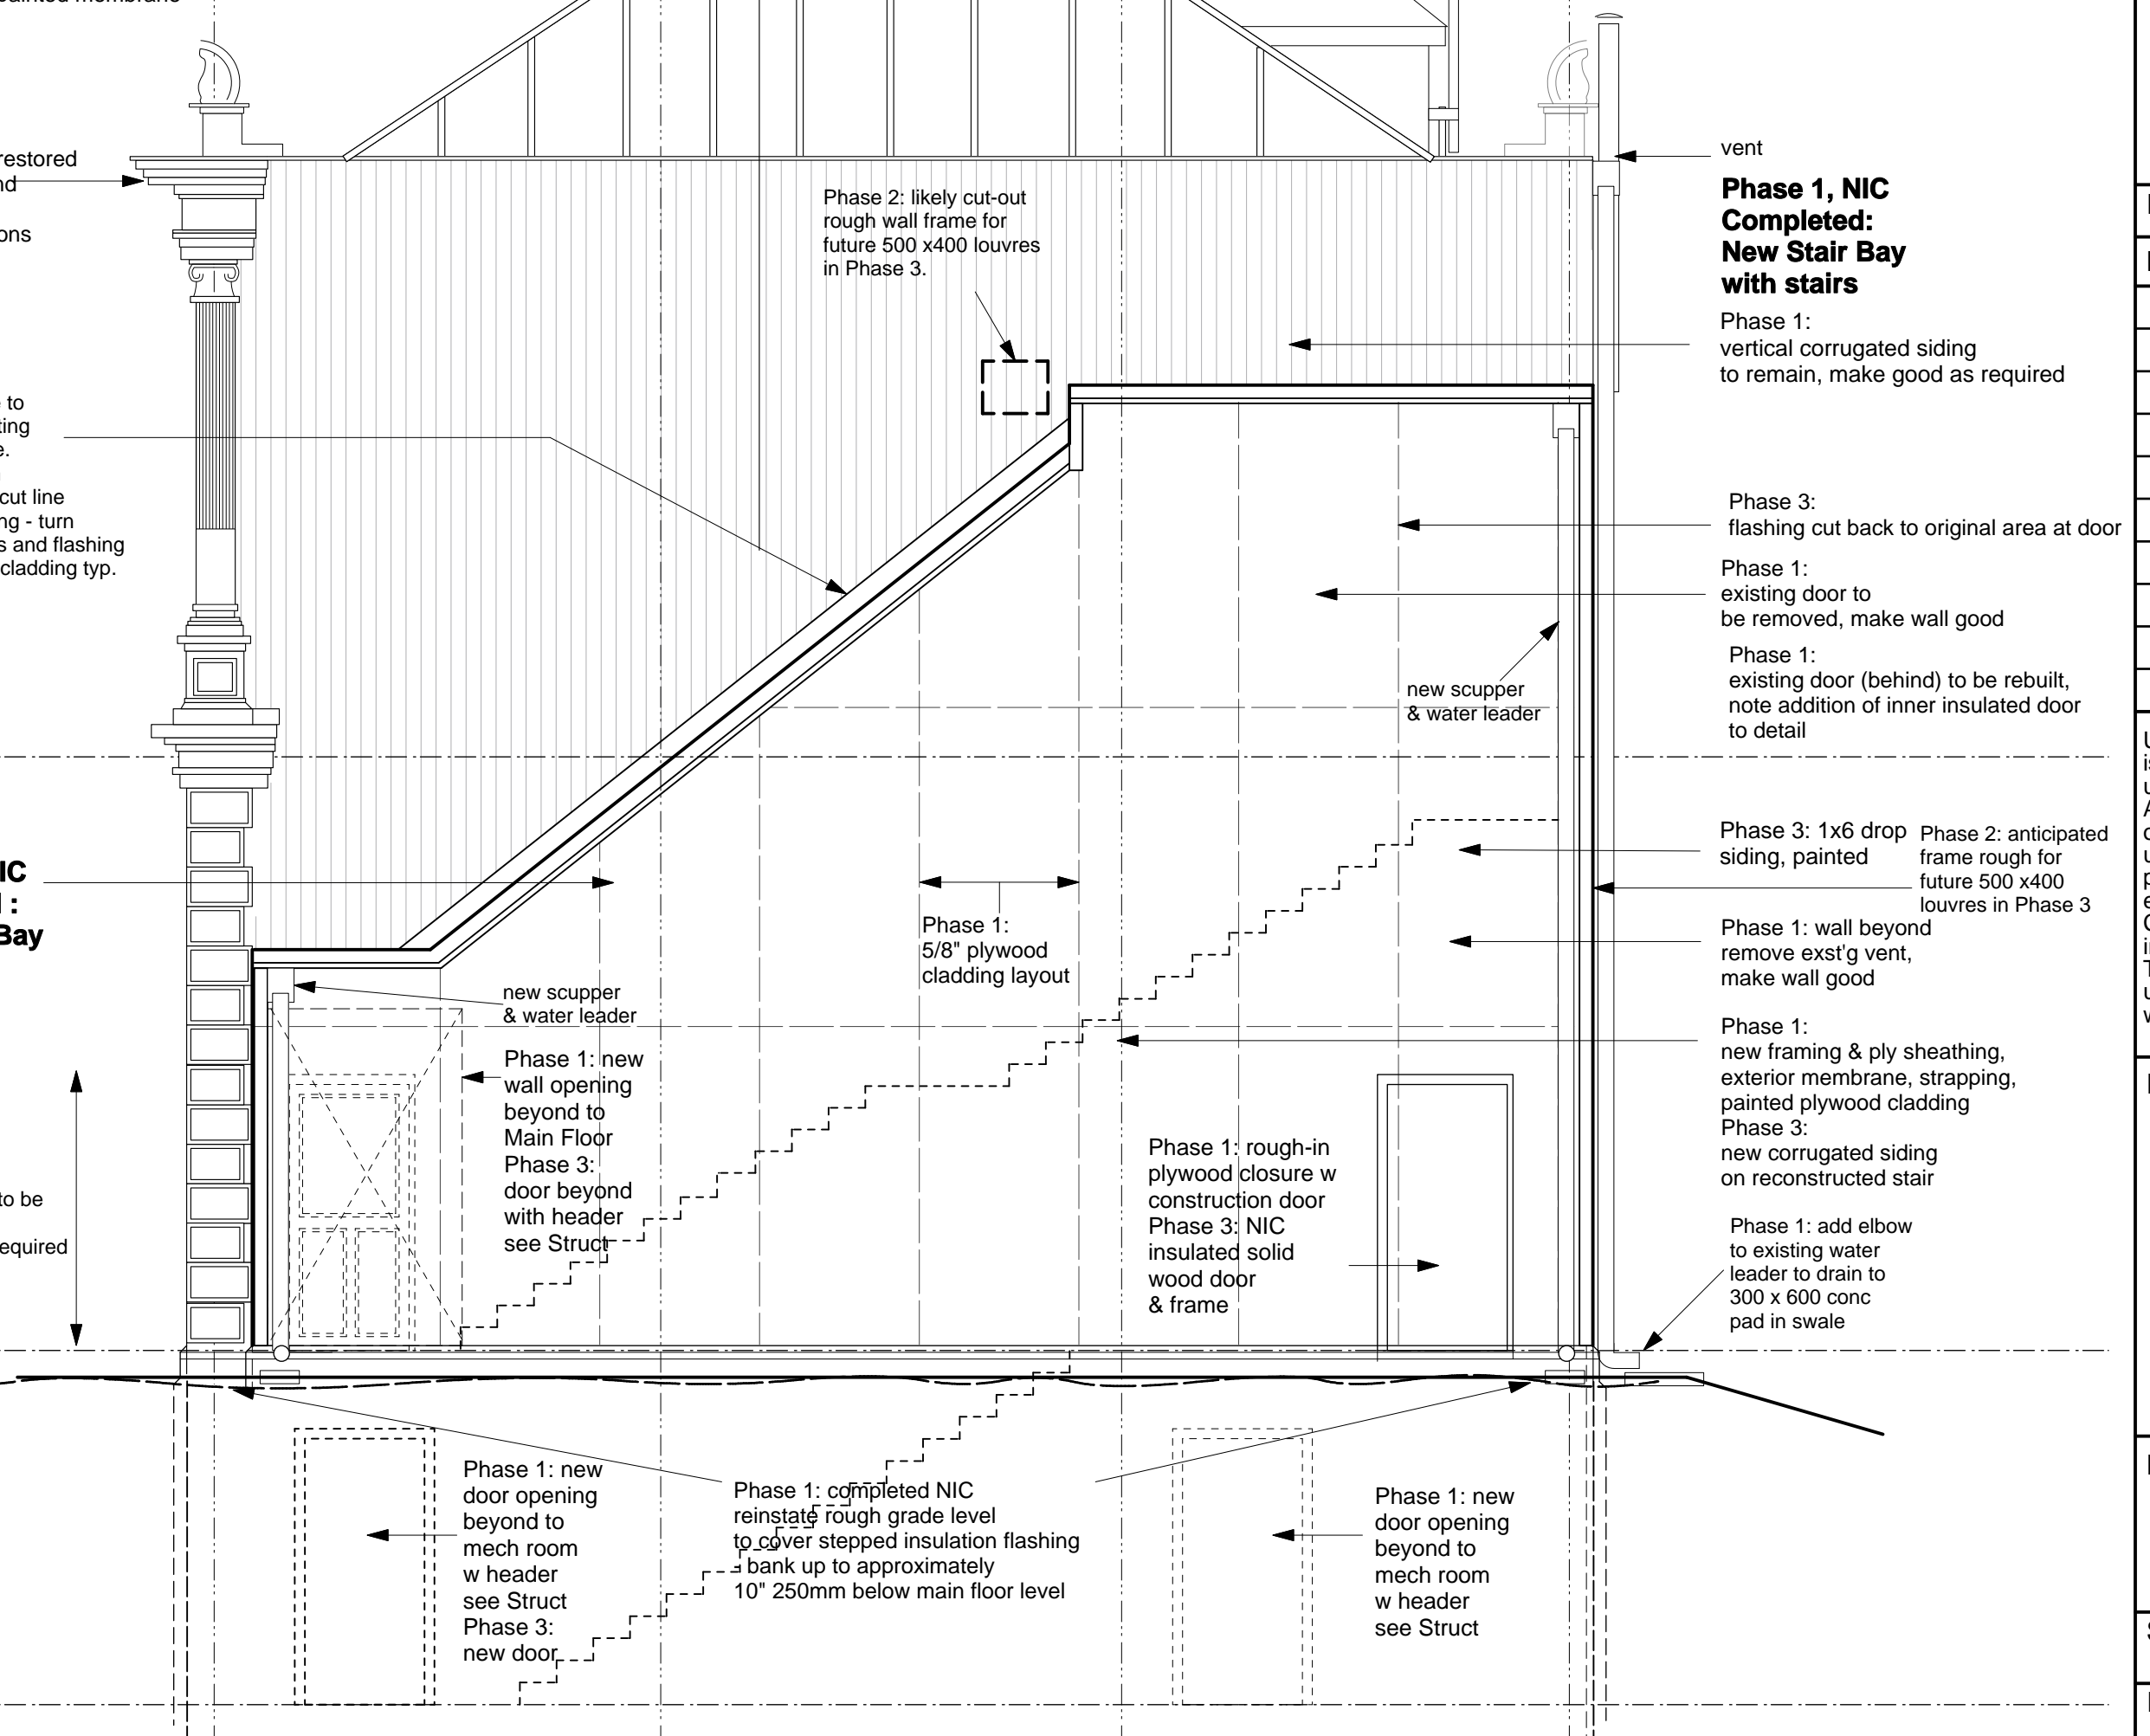 painted membrane
restored
nd
ons
e to
ting
e.
cut line
ng - turn
s and flashing
cladding typ.
IC
Bay
to be
equired
Phase 2: likely cut-out
rough wall frame for
future 500 x400 louvres
in Phase 3.
vent
Phase 1, NIC
Completed:
New Stair Bay
with stairs
Phase 1:
vertical corrugated siding
to remain, make good as required
Phase 3:
flashing cut back to original area at door
Phase 1:
existing door to
be removed, make wall good
Phase 1:
existing door (behind) to be rebuilt,
note addition of inner insulated door
to detail
new scupper
& water leader
Phase 3: 1x6 drop
siding, painted
Phase 2: anticipated
frame rough for
future 500 x400
louvres in Phase 3
Phase 1: wall beyond
remove exst'g vent,
make wall good
Phase 1:
5/8" plywood
cladding layout
new scupper
& water leader
Phase 1: new
wall opening
beyond to
Main Floor
Phase 3:
door beyond
with header
see Struct
Phase 1:
new framing & ply sheathing,
exterior membrane, strapping,
painted plywood cladding
Phase 3:
new corrugated siding
on reconstructed stair
Phase 1: rough-in
plywood closure w
construction door
Phase 3: NIC
insulated solid
wood door
& frame
Phase 1: add elbow
to existing water
leader to drain to
300 x 600 conc
pad in swale
Phase 1: new
door opening
beyond to
mech room
w header
see Struct
Phase 3:
new door
Phase 1: completed NIC
reinstate rough grade level
to cover stepped insulation flashing
- bank up to approximately
10" 250mm below main floor level
Phase 1: new
door opening
beyond to
mech room
w header
see Struct